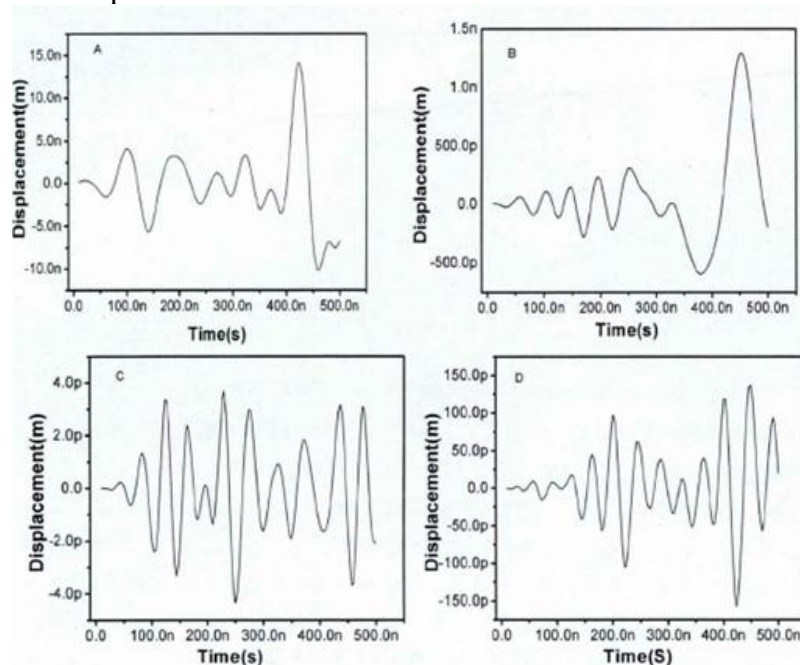 A
Displacement(m)
15.0n
10.0n
5.0n
0.0
-5.0n
-10.0n
0.0 100.0n 200.0n 300.0n 400.0n 500.0n
Time(s)
B
Displacement(m)
1.5n
1.0n
500.0p
0.0
-500.0p
0.0 100.0n 200.0n 300.0n 400.0n 500.0n
Time(s)
C
Displacement(m)
4.0p
2.0p
0.0
-2.0p
-4.0p
0.0 100.0n 200.0n 300.0n 400.0n 500.0n
Time(s)
D
Displacement(m)
150.0p
100.0p
50.0p
0.0
-50.0p
-100.0p
-150.0p
0.0 100.0n 200.0n 300.0n 400.0n 500.0n
Time(S)